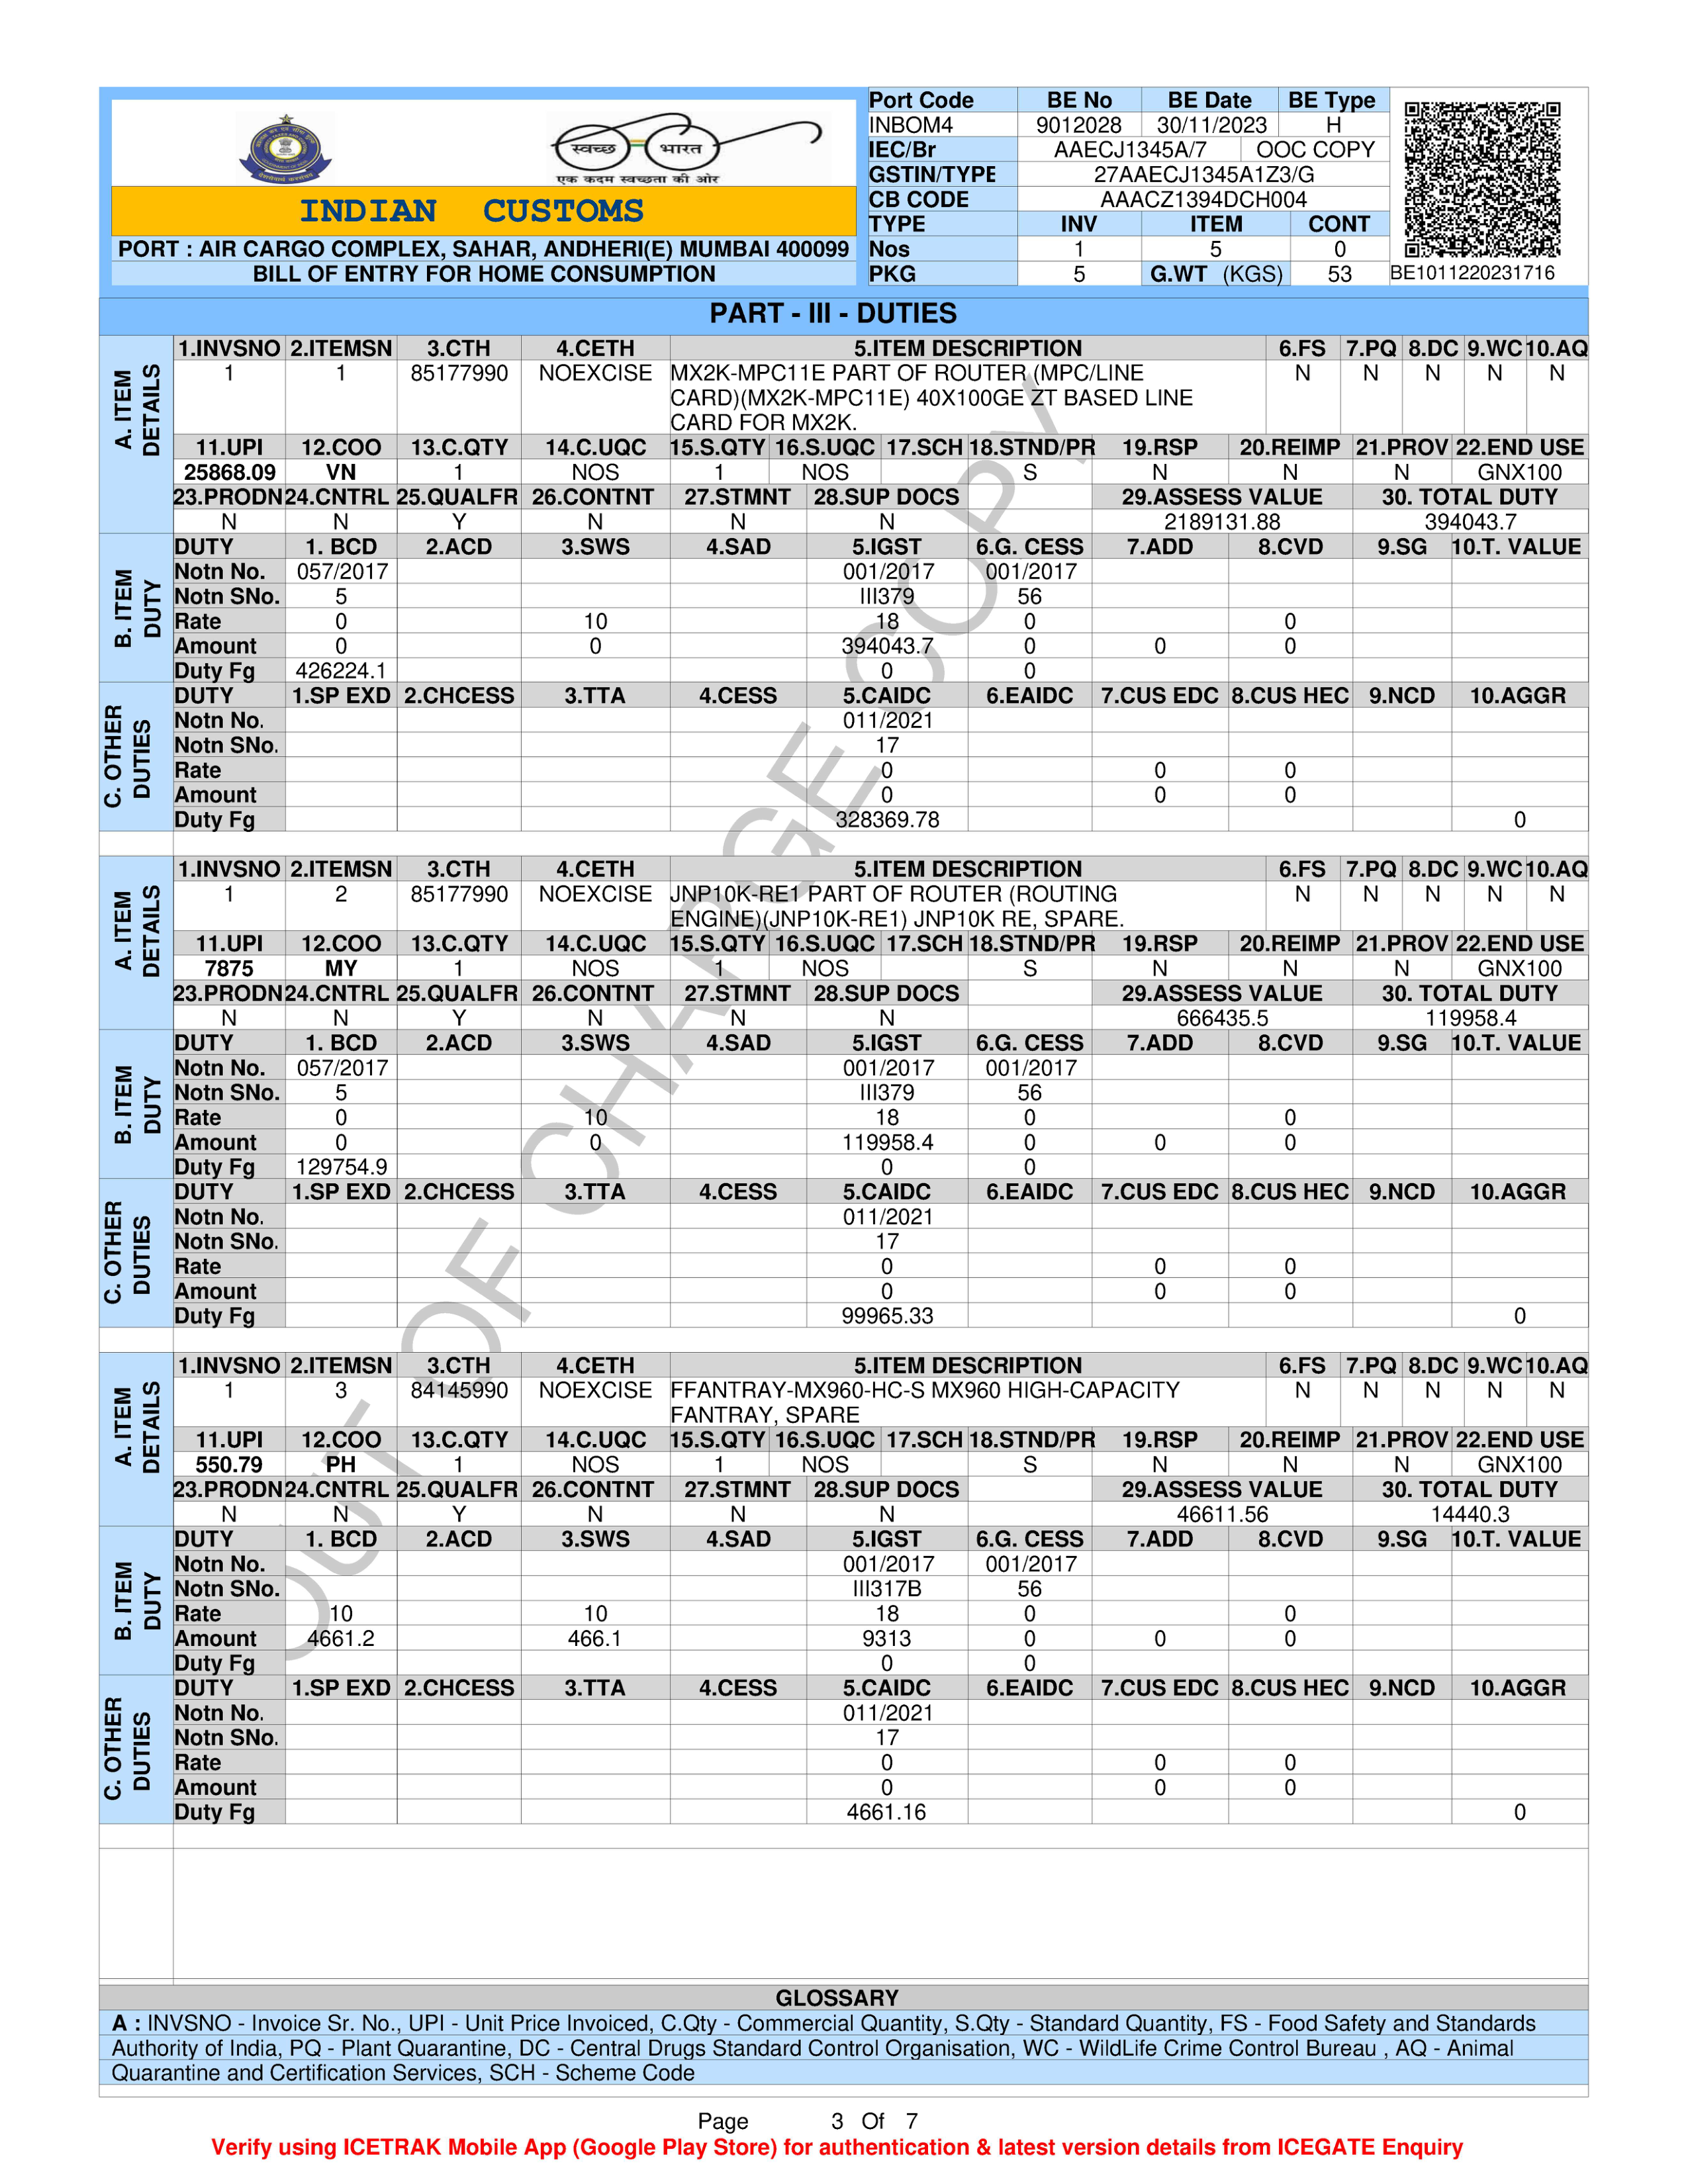 Port Code BE No BE Date BE Type
INBOM4 9012028 30/11/2023 H
IEC/Br AAECJ1345A/7 OOC COPY
GSTIN/TYPE 27AAECJ1345A1Z3/G
CB CODE AAACZ1394DCH004
TYPE INV ITEM CONT
Nos 1 5 0
PKG 5 G.WT (KGS) 53
BE1011220231716
स्वच्छ भारत
एक कदम स्वच्छता की ओर
INDIAN CUSTOMS
PORT : AIR CARGO COMPLEX, SAHAR, ANDHERI(E) MUMBAI 400099
BILL OF ENTRY FOR HOME CONSUMPTION
PART - III - DUTIES
A. ITEM DETAILS
1.INVSNO 2.ITEMSN 3.CTH 4.CETH 5.ITEM DESCRIPTION 6.FS 7.PQ 8.DC 9.WC 10.AQ
1 1 85177990 NOEXCISE MX2K-MPC11E PART OF ROUTER (MPC/LINE N N N N N
CARD)(MX2K-MPC11E) 40X100GE ZT BASED LINE
CARD FOR MX2K.
11.UPI 12.COO 13.C.QTY 14.C.UQC 15.S.QTY 16.S.UQC 17.SCH 18.STND/PR 19.RSP 20.REIMP 21.PROV 22.END USE
25868.09 VN 1 NOS 1 NOS S N N N GNX100
23.PRODN 24.CNTRL 25.QUALFR 26.CONTNT 27.STMNT 28.SUP DOCS 29.ASSESS VALUE 30. TOTAL DUTY
N N Y N N N 2189131.88 394043.7
B. ITEM DUTY
DUTY 1. BCD 2.ACD 3.SWS 4.SAD 5.IGST 6.G. CESS 7.ADD 8.CVD 9.SG 10.T. VALUE
Notn No. 057/2017 001/2017 001/2017
Notn SNo. 5 III379 56
Rate 0 10 18 0 0
Amount 0 0 394043.7 0 0 0
Duty Fg 426224.1 0 0
C. OTHER DUTIES
DUTY 1.SP EXD 2.CHCESS 3.TTA 4.CESS 5.CAIDC 6.EAIDC 7.CUS EDC 8.CUS HEC 9.NCD 10.AGGR
Notn No. 011/2021
Notn SNo. 17
Rate 0 0 0
Amount 0 0 0
Duty Fg 328369.78 0
A. ITEM DETAILS
1.INVSNO 2.ITEMSN 3.CTH 4.CETH 5.ITEM DESCRIPTION 6.FS 7.PQ 8.DC 9.WC 10.AQ
1 2 85177990 NOEXCISE JNP10K-RE1 PART OF ROUTER (ROUTING N N N N N
ENGINE)(JNP10K-RE1) JNP10K RE, SPARE.
11.UPI 12.COO 13.C.QTY 14.C.UQC 15.S.QTY 16.S.UQC 17.SCH 18.STND/PR 19.RSP 20.REIMP 21.PROV 22.END USE
7875 MY 1 NOS 1 NOS S N N N GNX100
23.PRODN 24.CNTRL 25.QUALFR 26.CONTNT 27.STMNT 28.SUP DOCS 29.ASSESS VALUE 30. TOTAL DUTY
N N Y N N N 666435.5 119958.4
B. ITEM DUTY
DUTY 1. BCD 2.ACD 3.SWS 4.SAD 5.IGST 6.G. CESS 7.ADD 8.CVD 9.SG 10.T. VALUE
Notn No. 057/2017 001/2017 001/2017
Notn SNo. 5 III379 56
Rate 0 10 18 0 0
Amount 0 0 119958.4 0 0 0
Duty Fg 129754.9 0 0
C. OTHER DUTIES
DUTY 1.SP EXD 2.CHCESS 3.TTA 4.CESS 5.CAIDC 6.EAIDC 7.CUS EDC 8.CUS HEC 9.NCD 10.AGGR
Notn No. 011/2021
Notn SNo. 17
Rate 0 0 0
Amount 0 0 0
Duty Fg 99965.33 0
A. ITEM DETAILS
1.INVSNO 2.ITEMSN 3.CTH 4.CETH 5.ITEM DESCRIPTION 6.FS 7.PQ 8.DC 9.WC 10.AQ
1 3 84145990 NOEXCISE FFANTRAY-MX960-HC-S MX960 HIGH-CAPACITY N N N N N
FANTRAY, SPARE
11.UPI 12.COO 13.C.QTY 14.C.UQC 15.S.QTY 16.S.UQC 17.SCH 18.STND/PR 19.RSP 20.REIMP 21.PROV 22.END USE
550.79 PH 1 NOS 1 NOS S N N N GNX100
23.PRODN 24.CNTRL 25.QUALFR 26.CONTNT 27.STMNT 28.SUP DOCS 29.ASSESS VALUE 30. TOTAL DUTY
N N Y N N N 46611.56 14440.3
B. ITEM DUTY
DUTY 1. BCD 2.ACD 3.SWS 4.SAD 5.IGST 6.G. CESS 7.ADD 8.CVD 9.SG 10.T. VALUE
Notn No. 001/2017 001/2017
Notn SNo. III317B 56
Rate 10 10 18 0 0
Amount 4661.2 466.1 9313 0 0 0
Duty Fg 0 0
C. OTHER DUTIES
DUTY 1.SP EXD 2.CHCESS 3.TTA 4.CESS 5.CAIDC 6.EAIDC 7.CUS EDC 8.CUS HEC 9.NCD 10.AGGR
Notn No. 011/2021
Notn SNo. 17
Rate 0 0 0
Amount 0 0 0
Duty Fg 4661.16 0
OUT OF CHARGE COPY
GLOSSARY
A : INVSNO - Invoice Sr. No., UPI - Unit Price Invoiced, C.Qty - Commercial Quantity, S.Qty - Standard Quantity, FS - Food Safety and Standards
Authority of India, PQ - Plant Quarantine, DC - Central Drugs Standard Control Organisation, WC - WildLife Crime Control Bureau , AQ - Animal
Quarantine and Certification Services, SCH - Scheme Code
Page 3 Of 7
Verify using ICETRAK Mobile App (Google Play Store) for authentication & latest version details from ICEGATE Enquiry